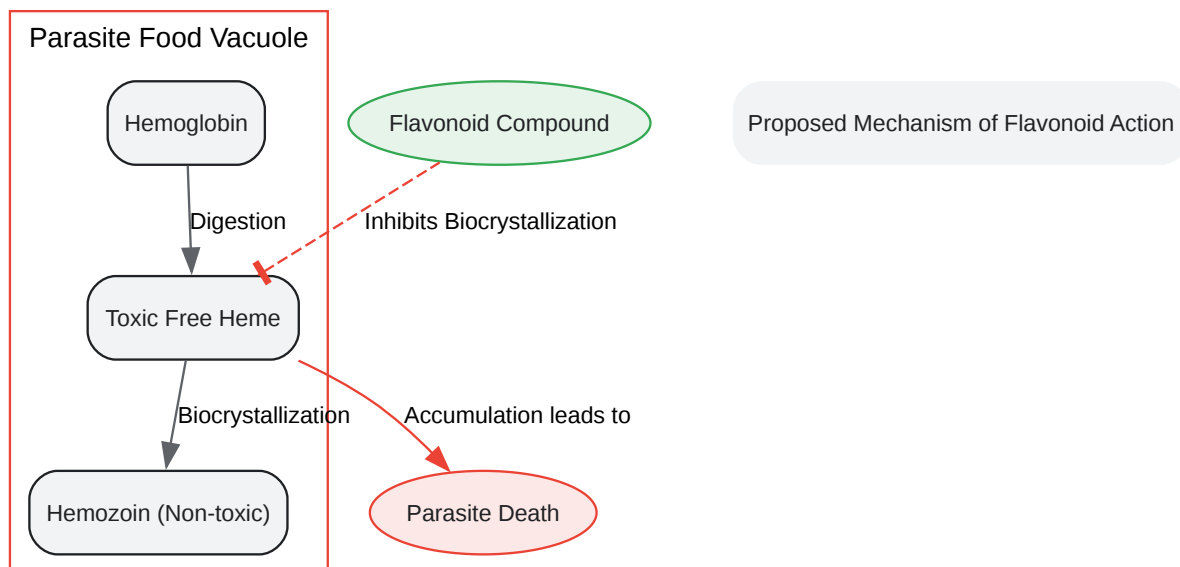 Parasite Food Vacuole
Hemoglobin
Flavonoid Compound
Proposed Mechanism of Flavonoid Action
Digestion
Inhibits Biocrystallization
Toxic Free Heme
Biocrystallization
Accumulation leads to
Hemozoin (Non-toxic)
Parasite Death